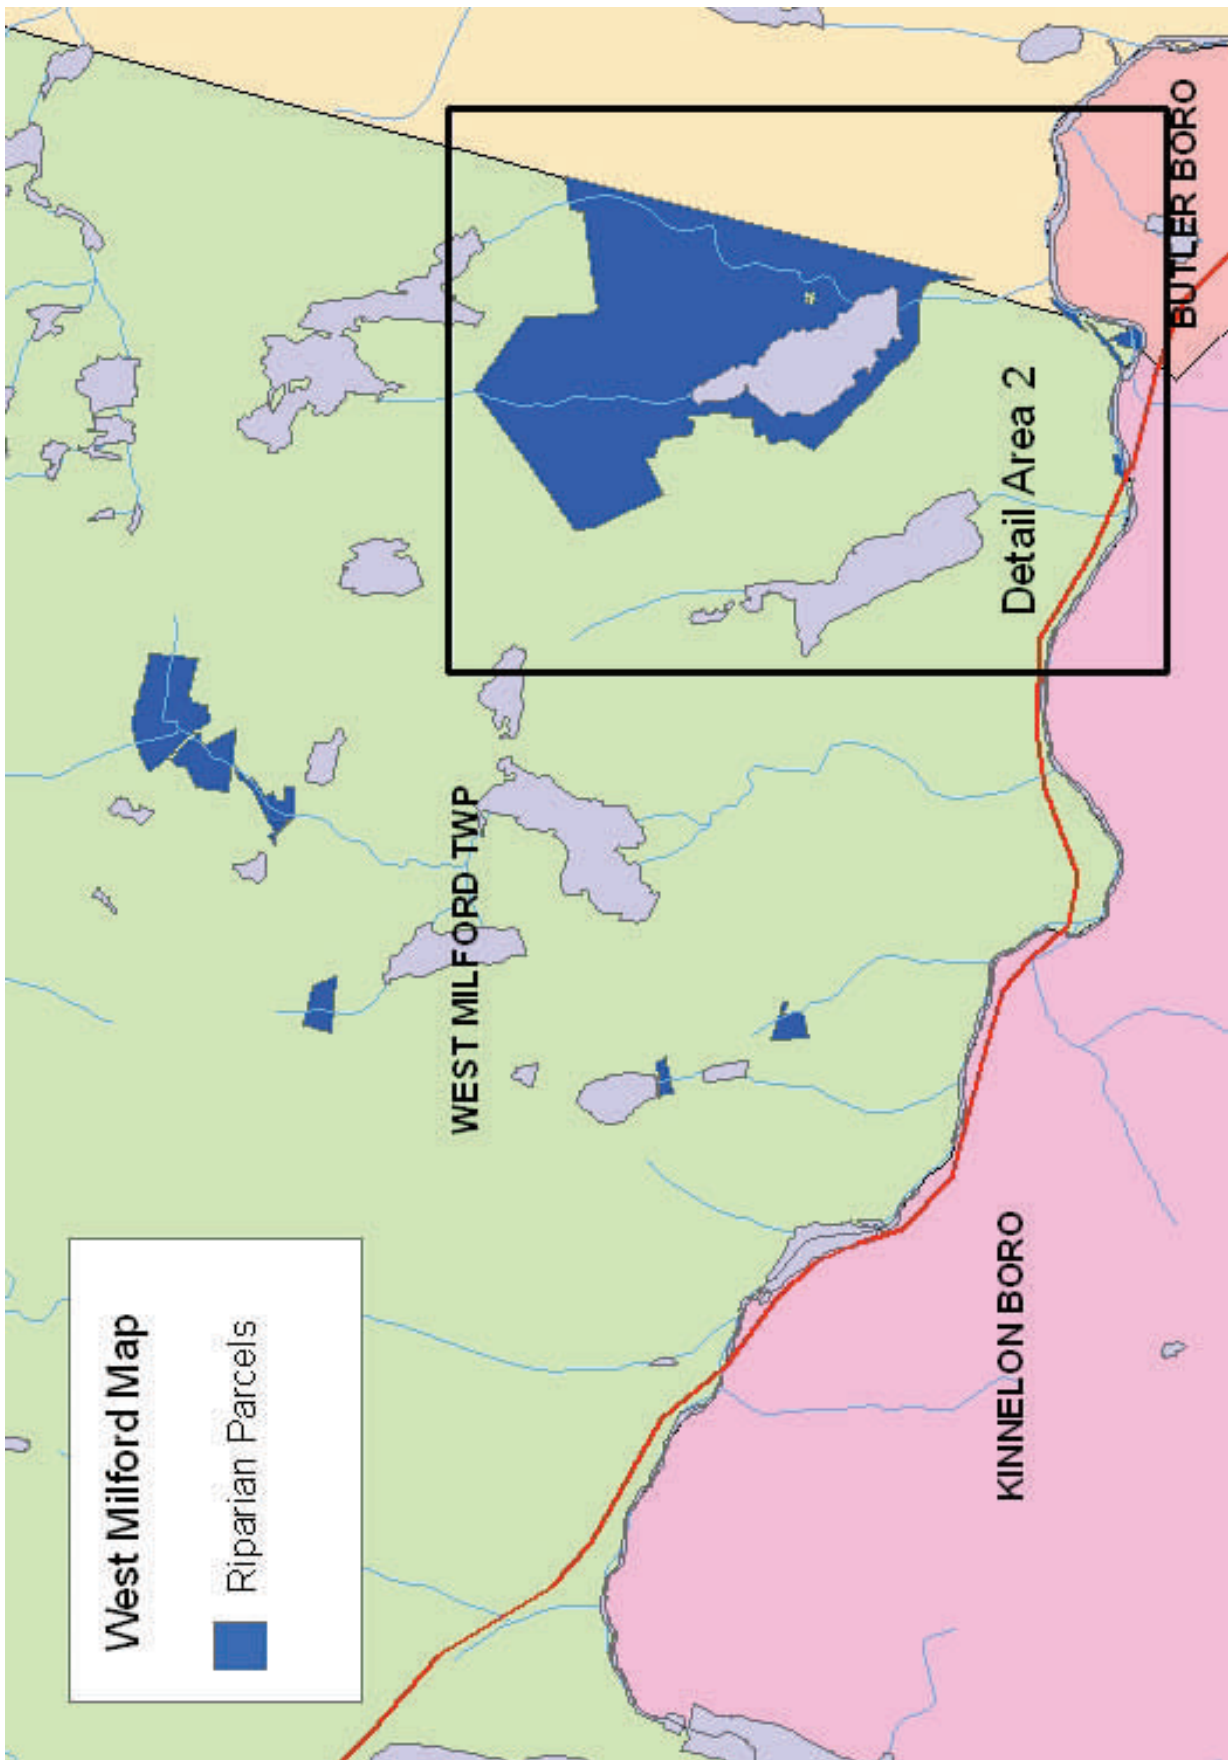 West Milford Map
Riparian Parcels
WEST MILFORD TWP
Detail Area 2
KINNELON BORO
BUTLER BORO